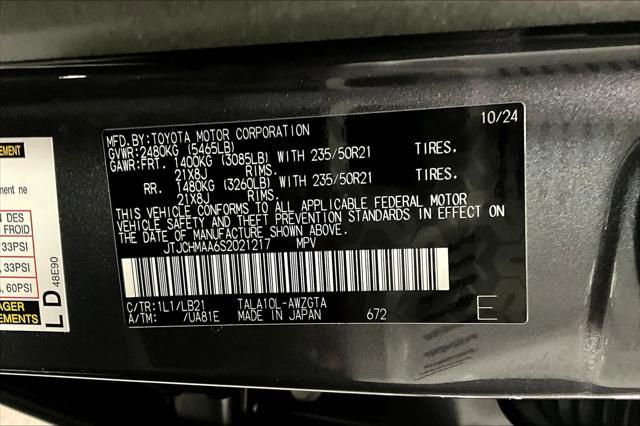 MFD.BY:TOYOTA MOTOR CORPORATION 10/24
GVWR:2480KG (5465LB)
GAWR:FRT. 1400KG (3085LB) WITH 235/50R21 TIRES.
21X8J RIMS.
RR. 1480KG (3260LB) WITH 235/50R21 TIRES.
21X8J RIMS.
THIS VEHICLE CONFORMS TO ALL APPLICABLE FEDERAL MOTOR
VEHICLE SAFETY AND THEFT PREVENTION STANDARDS IN EFFECT ON
THE DATE OF MANUFACTURE SHOWN ABOVE.
JTJCHMAA6S2021217 MPV
C/TR:1L1/LB21 TALA10L-AWZGTA
A/TM: /UA81E MADE IN JAPAN 672 E
EMENT
ment ne
N DES
FROID
33PSI
, 33PSI
A, 60PSI
AGER
EMENTS
LD 48E90